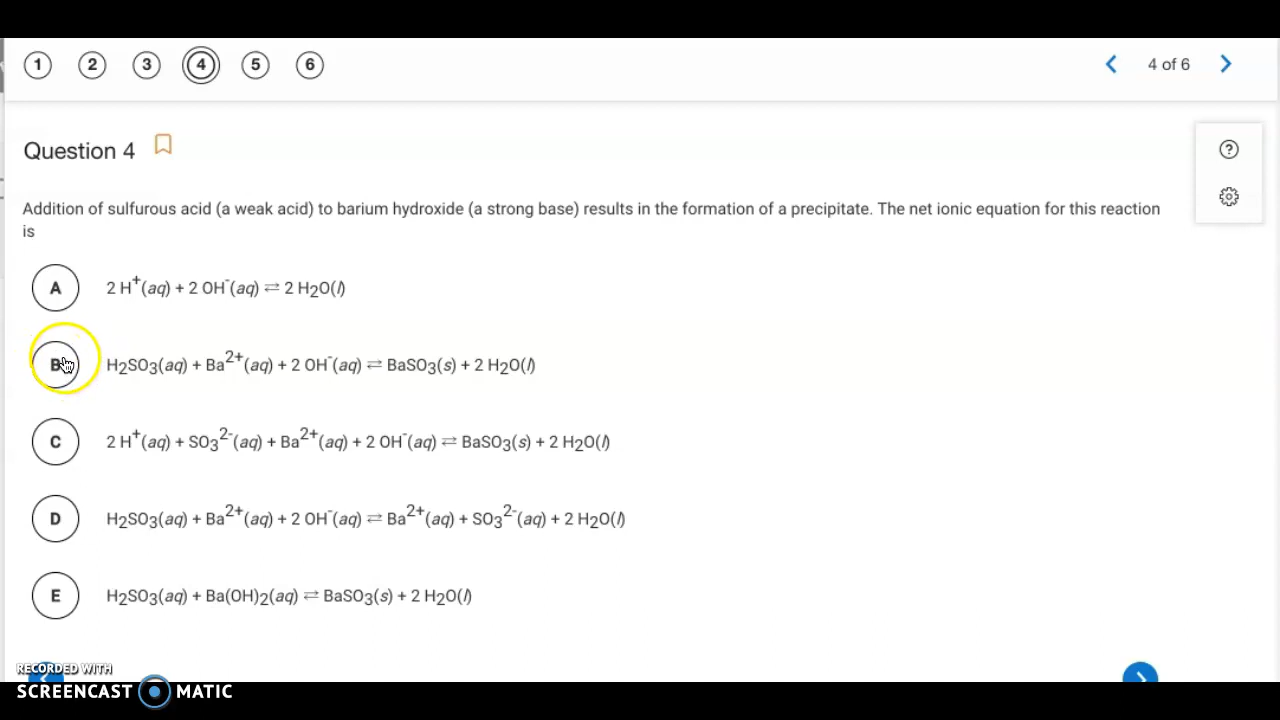 1 2 3 4 5 6 4 of 6
Question 4
?
Addition of sulfurous acid (a weak acid) to barium hydroxide (a strong base) results in the formation of a precipitate. The net ionic equation for this reaction
is
A 2 H⁺(aq) + 2 OH⁻(aq) ⇌ 2 H₂O(l)
B H₂SO₃(aq) + Ba²⁺(aq) + 2 OH⁻(aq) ⇌ BaSO₃(s) + 2 H₂O(l)
C 2 H⁺(aq) + SO₃²⁻(aq) + Ba²⁺(aq) + 2 OH⁻(aq) ⇌ BaSO₃(s) + 2 H₂O(l)
D H₂SO₃(aq) + Ba²⁺(aq) + 2 OH⁻(aq) ⇌ Ba²⁺(aq) + SO₃²⁻(aq) + 2 H₂O(l)
E H₂SO₃(aq) + Ba(OH)₂(aq) ⇌ BaSO₃(s) + 2 H₂O(l)
RECORDED WITH
SCREENCAST MATIC